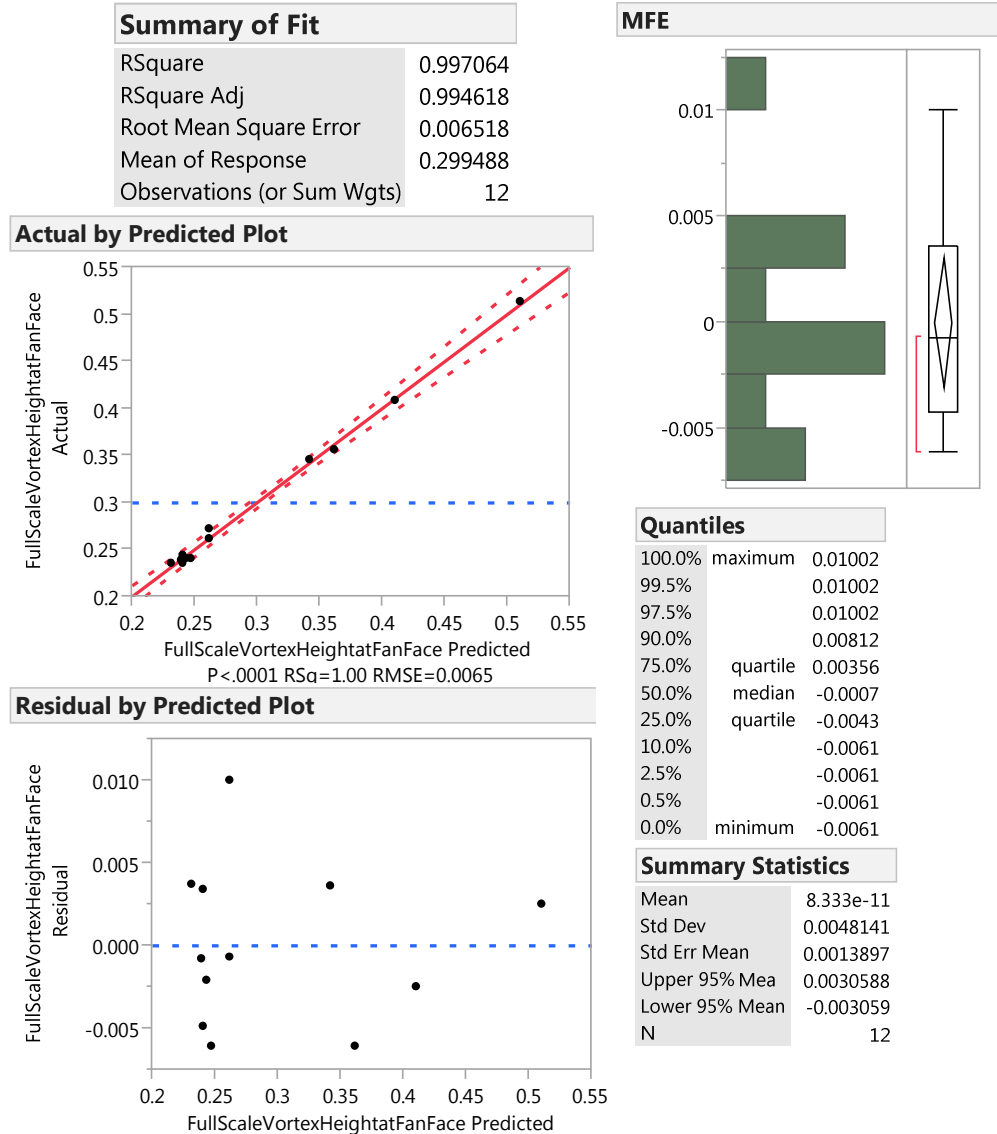 Summary of Fit
RSquare 0.997064
RSquare Adj 0.994618
Root Mean Square Error 0.006518
Mean of Response 0.299488
Observations (or Sum Wgts) 12
Actual by Predicted Plot
FullScaleVortexHeightatFanFace
Actual
0.55
0.5
0.45
0.4
0.35
0.3
0.25
0.2
0.2 0.25 0.3 0.35 0.4 0.45 0.5 0.55
FullScaleVortexHeightatFanFace Predicted
P<.0001 RSq=1.00 RMSE=0.0065
Residual by Predicted Plot
FullScaleVortexHeightatFanFace
Residual
0.010
0.005
0.000
-0.005
0.2 0.25 0.3 0.35 0.4 0.45 0.5 0.55
FullScaleVortexHeightatFanFace Predicted
MFE
0.01
0.005
0
-0.005
Quantiles
100.0% maximum 0.01002
99.5% 0.01002
97.5% 0.01002
90.0% 0.00812
75.0% quartile 0.00356
50.0% median -0.0007
25.0% quartile -0.0043
10.0% -0.0061
2.5% -0.0061
0.5% -0.0061
0.0% minimum -0.0061
Summary Statistics
Mean 8.333e-11
Std Dev 0.0048141
Std Err Mean 0.0013897
Upper 95% Mea 0.0030588
Lower 95% Mean -0.003059
N 12